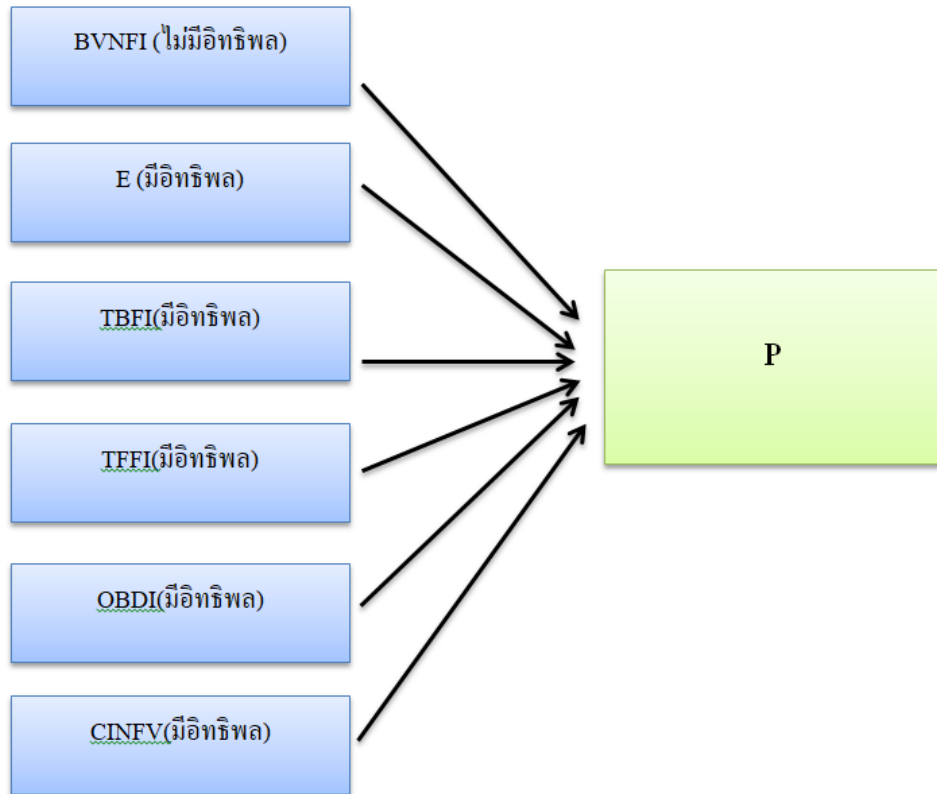 BVNFI (ไม่มีอิทธิพล)
E (มีอิทธิพล)
TBFI(มีอิทธิพล)
P
TFFI(มีอิทธิพล)
OBDI(มีอิทธิพล)
CINFV(มีอิทธิพล)